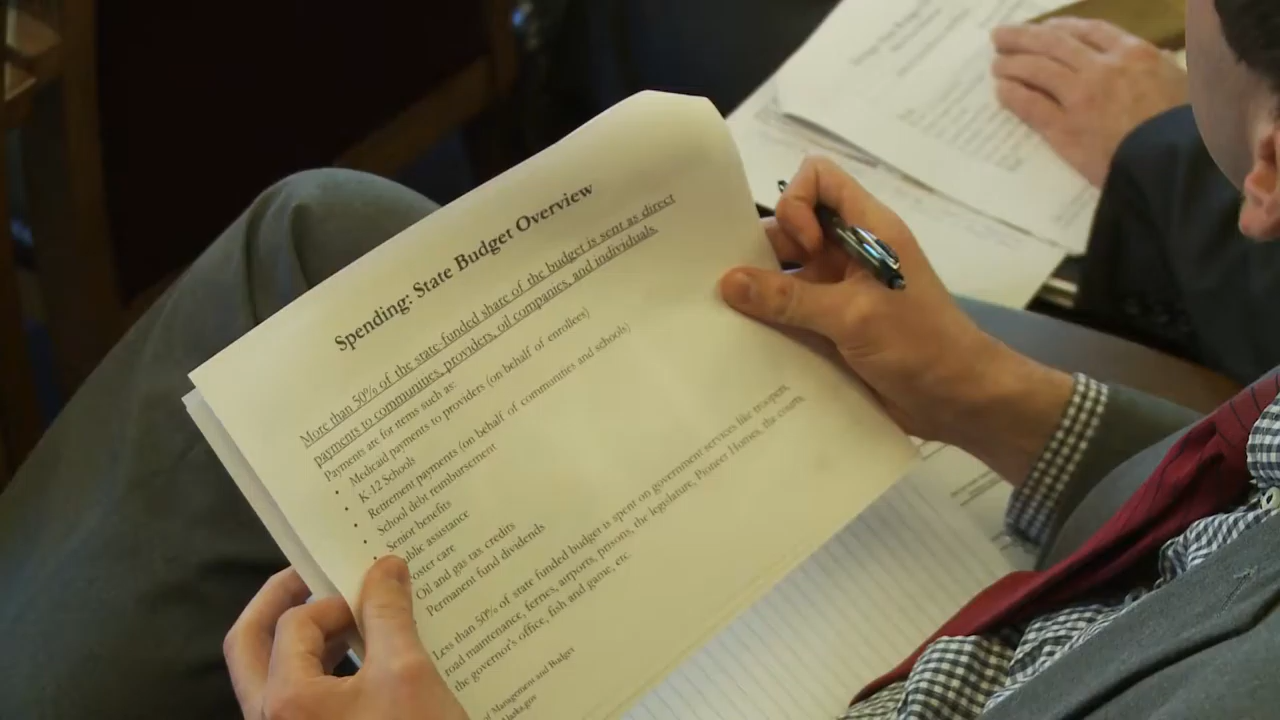 Spending: State Budget Overview
More than 50% of the state-funded share of the budget is sent as direct
payments to communities, providers, oil companies, and individuals.
Payments are for items such as:
• Medicaid payments to providers (on behalf of enrollees)
• K-12 Schools
• Retirement payments (on behalf of communities and schools)
• School debt reimbursement
• Senior benefits
ublic assistance
oster care
Oil and gas tax credits
Permanent fund dividends
Less than 50% of state funded budget is spent on government services like troopers,
road maintenance, ferries, airports, prisons, the legislature, Pioneer Homes, the courts,
the governor's office, fish and game, etc.
Management and Budget